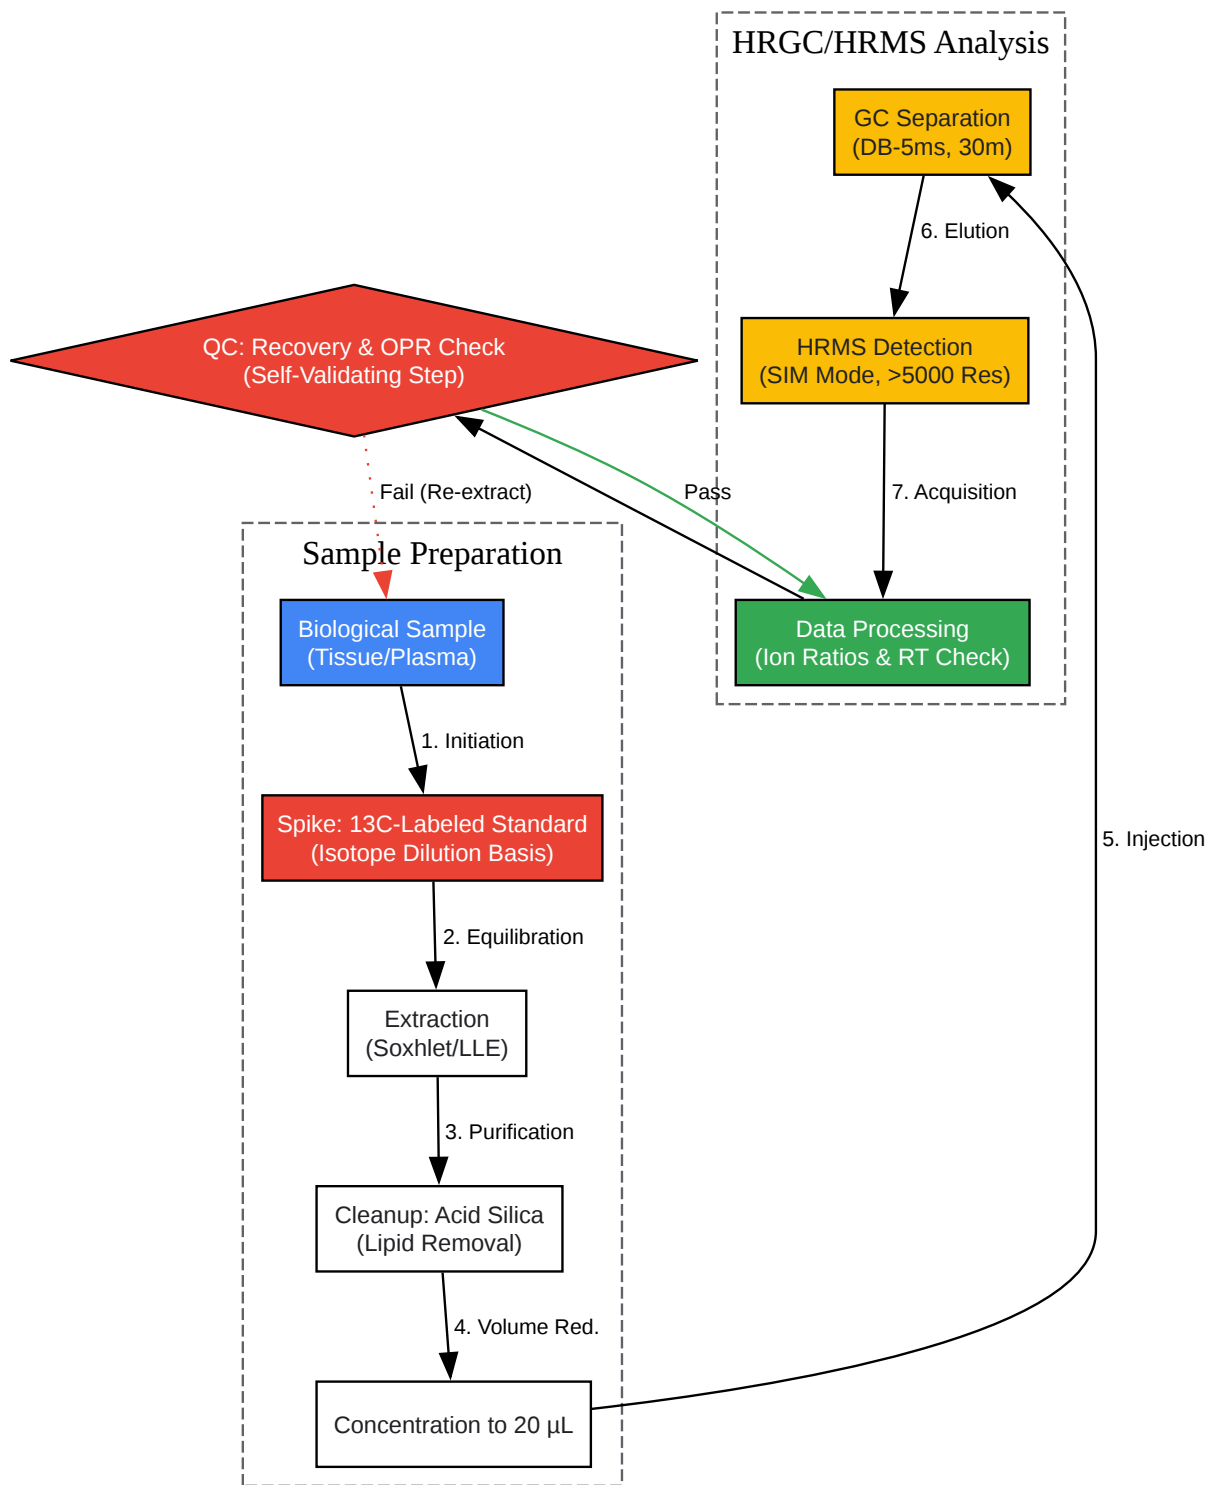 HRGC/HRMS Analysis
GC Separation
(DB-5ms, 30m)
6. Elution
QC: Recovery & OPR Check
(Self-Validating Step)
HRMS Detection
(SIM Mode, >5000 Res)
Fail (Re-extract)
Pass
7. Acquisition
Sample Preparation
Biological Sample
(Tissue/Plasma)
Data Processing
(Ion Ratios & RT Check)
1. Initiation
Spike: 13C-Labeled Standard
(Isotope Dilution Basis)
5. Injection
2. Equilibration
Extraction
(Soxhlet/LLE)
3. Purification
Cleanup: Acid Silica
(Lipid Removal)
4. Volume Red.
Concentration to 20 µL